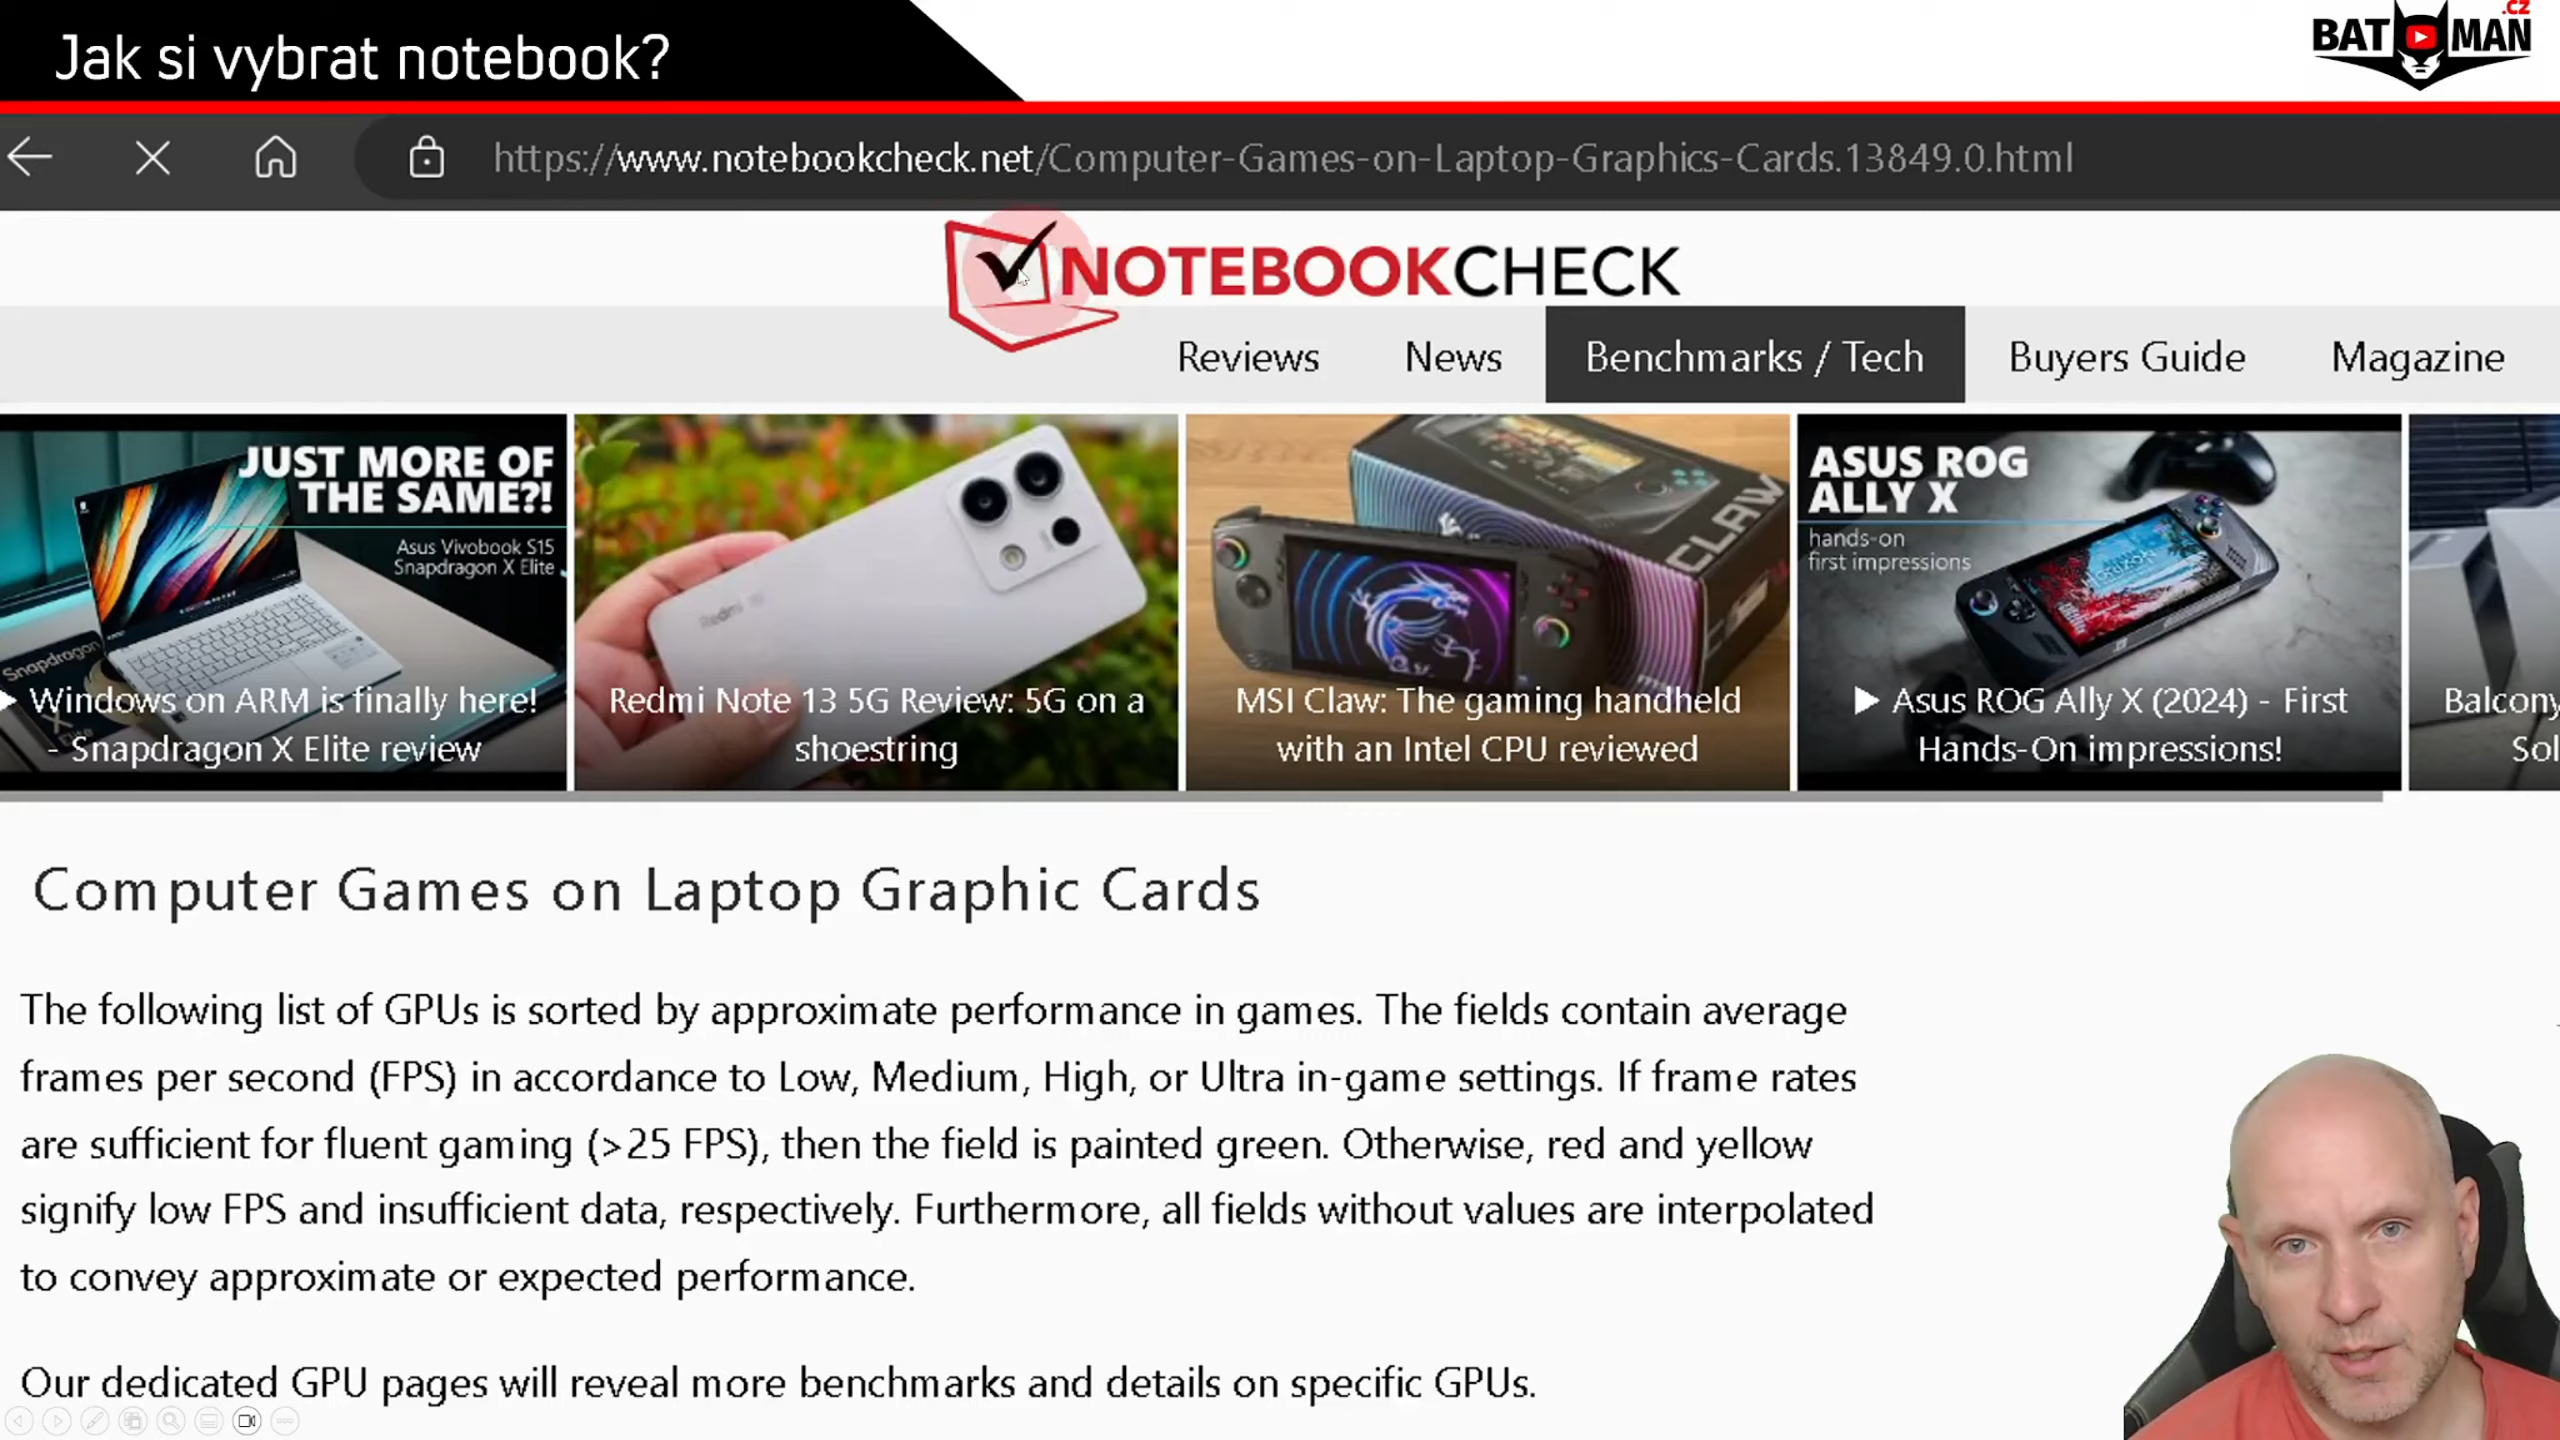 Jak si vybrat notebook?
BATMAN
.CZ
https://www.notebookcheck.net/Computer-Games-on-Laptop-Graphics-Cards.13849.0.html
NOTEBOOKCHECK
Reviews
News
Benchmarks / Tech
Buyers Guide
Magazine
JUST MORE OF
THE SAME?!
Asus Vivobook S15
Snapdragon X Elite
Snapdragon
X Elite
Windows on ARM is finally here!
- Snapdragon X Elite review
Redmi
Redmi Note 13 5G Review: 5G on a
shoestring
CLAW
MSI Claw: The gaming handheld
with an Intel CPU reviewed
ASUS ROG
ALLY X
hands-on
first impressions
HORIZON
Asus ROG Ally X (2024) - First
Hands-On impressions!
Balcony
Sol
Computer Games on Laptop Graphic Cards
The following list of GPUs is sorted by approximate performance in games. The fields contain average
frames per second (FPS) in accordance to Low, Medium, High, or Ultra in-game settings. If frame rates
are sufficient for fluent gaming (>25 FPS), then the field is painted green. Otherwise, red and yellow
signify low FPS and insufficient data, respectively. Furthermore, all fields without values are interpolated
to convey approximate or expected performance.
Our dedicated GPU pages will reveal more benchmarks and details on specific GPUs.